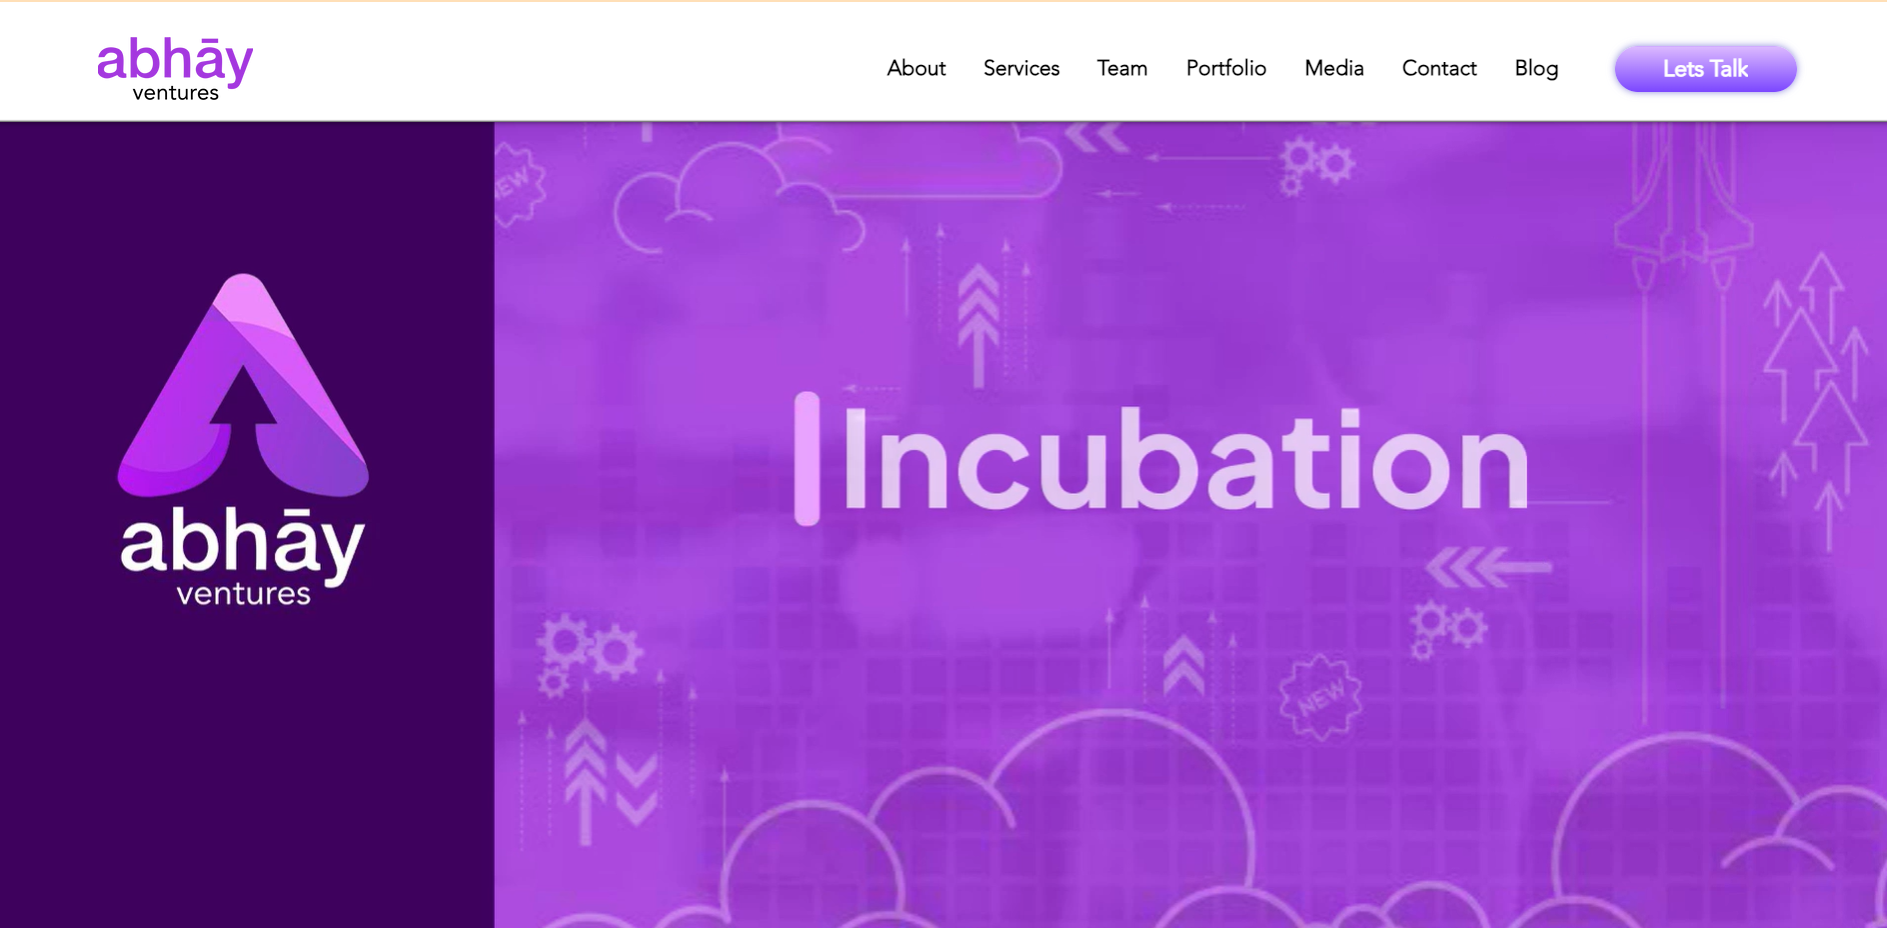 abhāy
ventures
About Services Team Portfolio Media Contact Blog Lets Talk
NEW
Incubation
abhāy
ventures
NEW